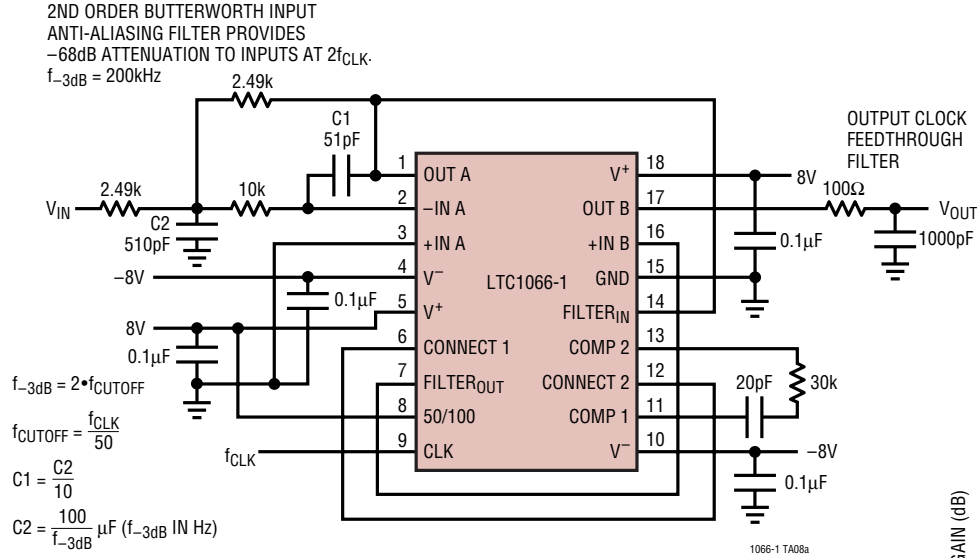 2ND ORDER BUTTERWORTH INPUT
ANTI-ALIASING FILTER PROVIDES
–68dB ATTENUATION TO INPUTS AT 2fCLK.
f–3dB = 200kHz
2.49k
C1
51pF
OUTPUT CLOCK
FEEDTHROUGH
FILTER
VIN
2.49k
10k
C2
510pF
1 OUT A
2 –IN A
3 +IN A
4 V–
5 V+
6 CONNECT 1
7 FILTEROUT
8 50/100
9 CLK
LTC1066-1
V+ 18
OUT B 17
+IN B 16
GND 15
FILTERIN 14
COMP 2 13
CONNECT 2 12
COMP 1 11
V– 10
8V
100Ω
VOUT
0.1µF
1000pF
–8V
0.1µF
8V
0.1µF
20pF
30k
–8V
0.1µF
fCLK
f–3dB = 2•fCUTOFF
fCUTOFF = fCLK/50
C1 = C2/10
C2 = 100/f–3dB µF (f–3dB IN Hz)
1066-1 TA08a
GAIN (dB)